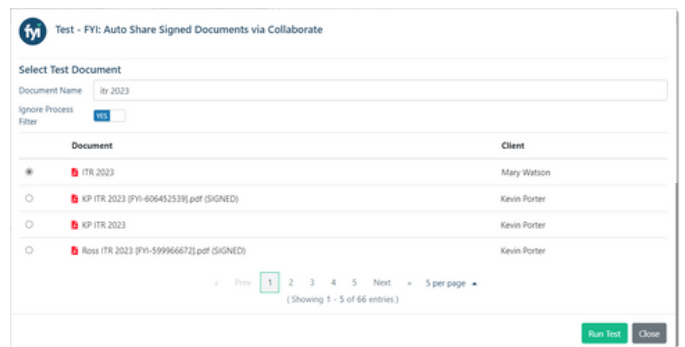 fyi Test - FYI: Auto Share Signed Documents via Collaborate
Select Test Document
Document Name itr 2023
Ignore Process
Filter
YES
Document Client
ITR 2023 Mary Watson
KP ITR 2023 [FYI-606452539].pdf (SIGNED) Kevin Porter
KP ITR 2023 Kevin Porter
Ross ITR 2023 [FYI-599966672].pdf (SIGNED) Kevin Porter
« Prev 1 2 3 4 5 Next » 5 per page
(Showing 1 - 5 of 66 entries)
Run Test Close